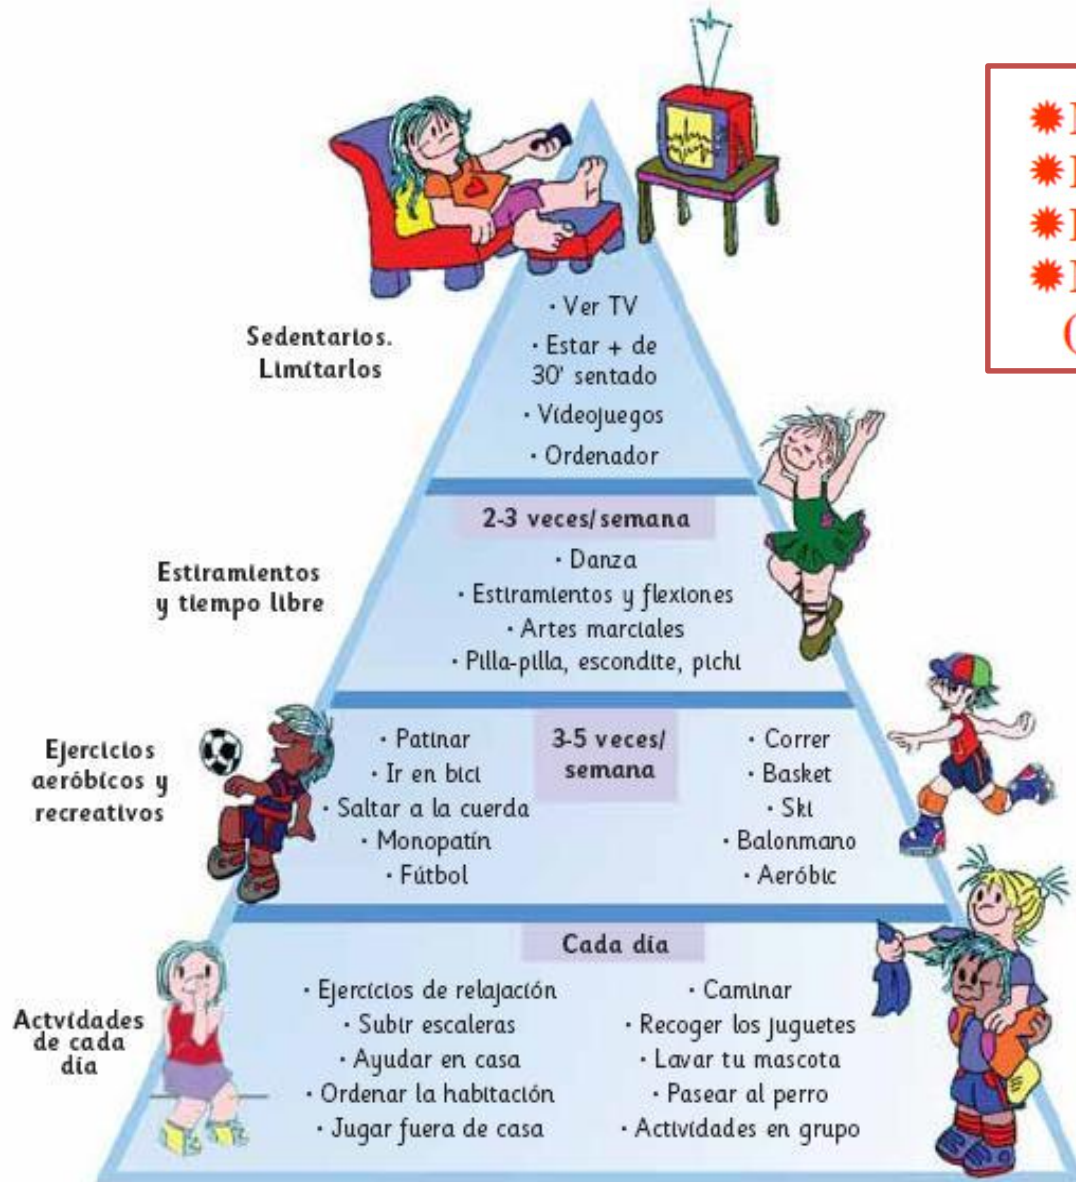 · Ver TV
· Estar + de
30' sentado
· Videojuegos
· Ordenador
Sedentarios.
Limitarlos
2-3 veces/semana
· Danza
· Estiramientos y flexiones
· Artes marciales
· Pilla-pilla, escondite, pichi
Estiramientos
y tiempo libre
3-5 veces/
semana
· Patinar
· Ir en bici
· Saltar a la cuerda
· Monopatín
· Fútbol
· Correr
· Basket
· Ski
· Balonmano
· Aeróbic
Ejercicios
aeróbicos y
recreativos
Cada día
· Ejercicios de relajación
· Subir escaleras
· Ayudar en casa
· Ordenar la habitación
· Jugar fuera de casa
· Caminar
· Recoger los juguetes
· Lavar tu mascota
· Pasear al perro
· Actividades en grupo
Actvidades
de cada
día